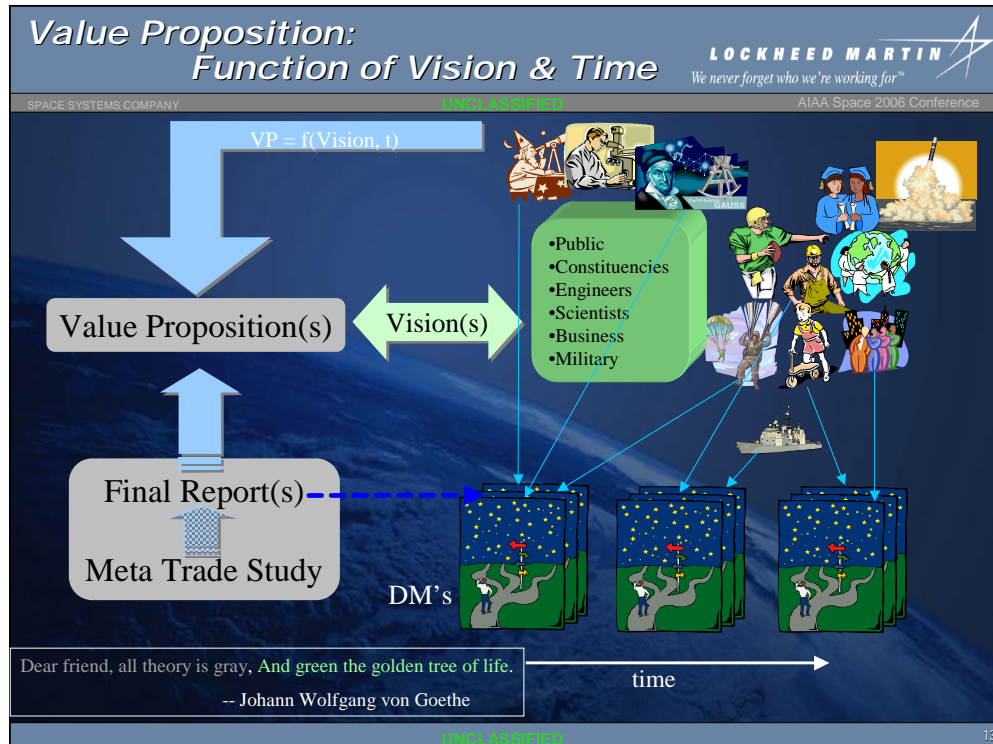 Value Proposition:
Function of Vision & Time
LOCKHEED MARTIN
We never forget who we're working for™
SPACE SYSTEMS COMPANY
UNCLASSIFIED
AIAA Space 2006 Conference
VP = f(Vision, t)
GAUSS
•Public
•Constituencies
•Engineers
•Scientists
•Business
•Military
Value Proposition(s)
Vision(s)
Final Report(s)
Meta Trade Study
DM's
Dear friend, all theory is gray, And green the golden tree of life.
-- Johann Wolfgang von Goethe
time
UNCLASSIFIED
13